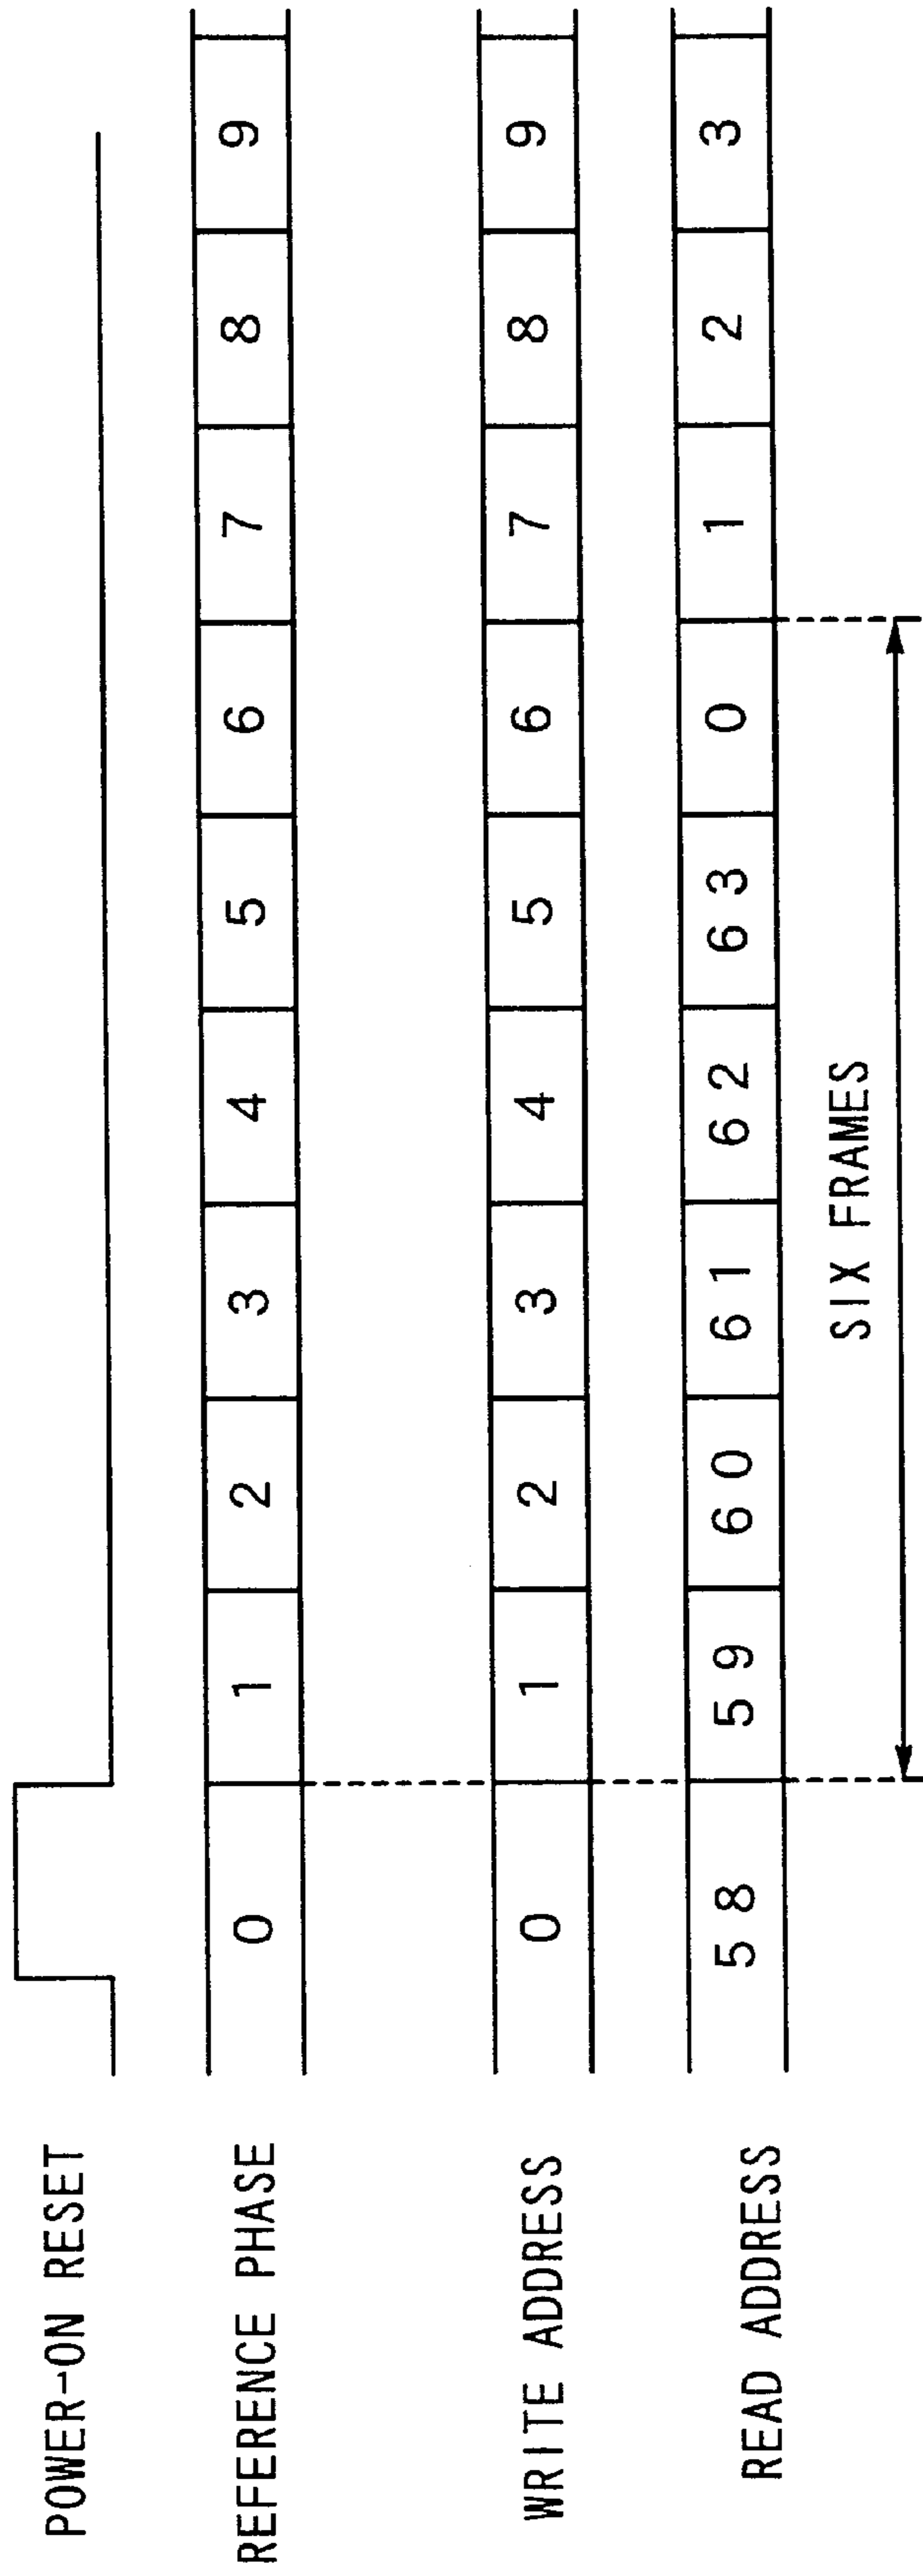 POWER-ON RESET
REFERENCE PHASE 0 1 2 3 4 5 6 7 8 9
WRITE ADDRESS 0 1 2 3 4 5 6 7 8 9
READ ADDRESS 58 59 60 61 62 63 0 1 2 3
SIX FRAMES